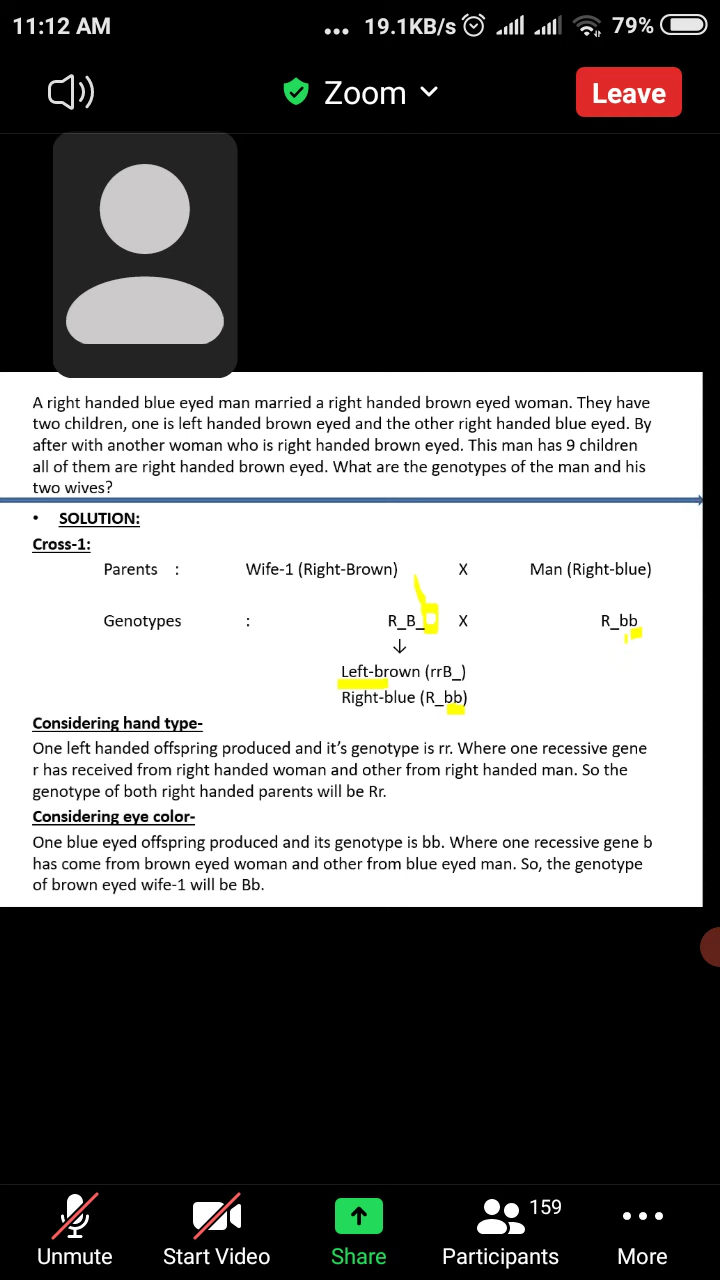 11:12 AM ... 19.1KB/s 79%
Zoom Leave
A right handed blue eyed man married a right handed brown eyed woman. They have
two children, one is left handed brown eyed and the other right handed blue eyed. By
after with another woman who is right handed brown eyed. This man has 9 children
all of them are right handed brown eyed. What are the genotypes of the man and his
two wives?
• SOLUTION:
Cross-1:
Parents : Wife-1 (Right-Brown) X Man (Right-blue)
Genotypes : R_B_ X R_bb
↓
Left-brown (rrB_)
Right-blue (R_bb)
Considering hand type-
One left handed offspring produced and it's genotype is rr. Where one recessive gene
r has received from right handed woman and other from right handed man. So the
genotype of both right handed parents will be Rr.
Considering eye color-
One blue eyed offspring produced and its genotype is bb. Where one recessive gene b
has come from brown eyed woman and other from blue eyed man. So, the genotype
of brown eyed wife-1 will be Bb.
159
Unmute Start Video Share Participants More